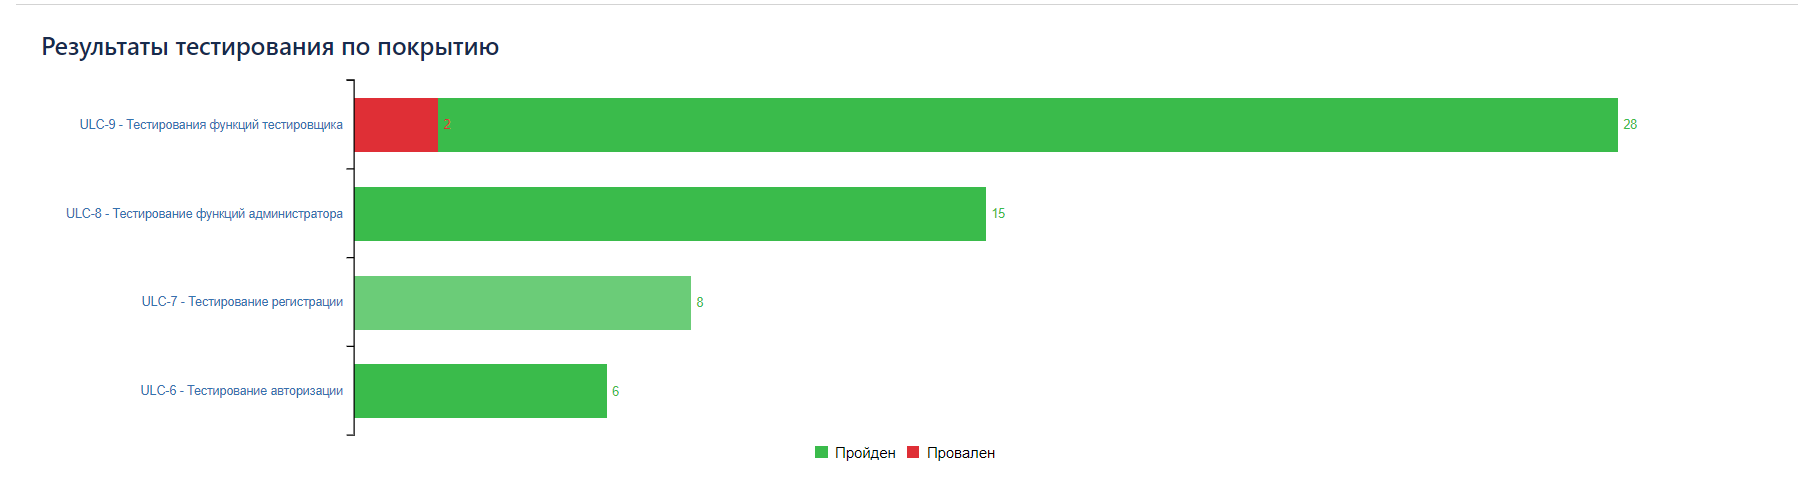 Результаты тестирования по покрытию
ULC-9 - Тестирования функций тестировщика
2
28
ULC-8 - Тестирование функций администратора
15
ULC-7 - Тестирование регистрации
8
ULC-6 - Тестирование авторизации
6
Пройден
Провален